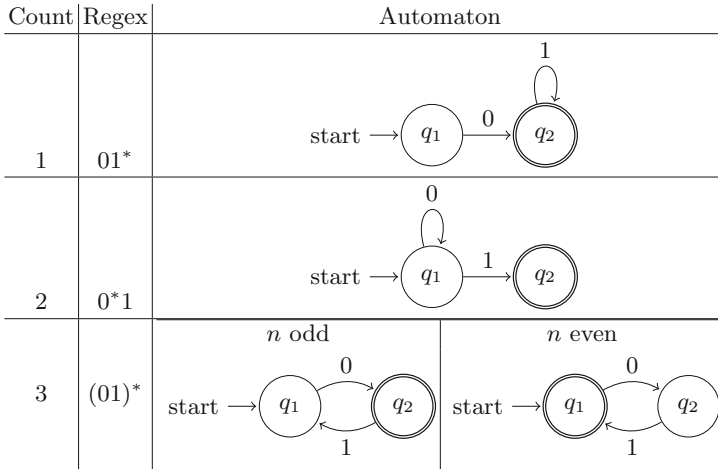 Count Regex Automaton
1
0
start q1 q2
1 01*
0
1
start q1 q2
2 0*1
n odd n even
0 0
3 (01)* start q1 q2 start q1 q2
1 1